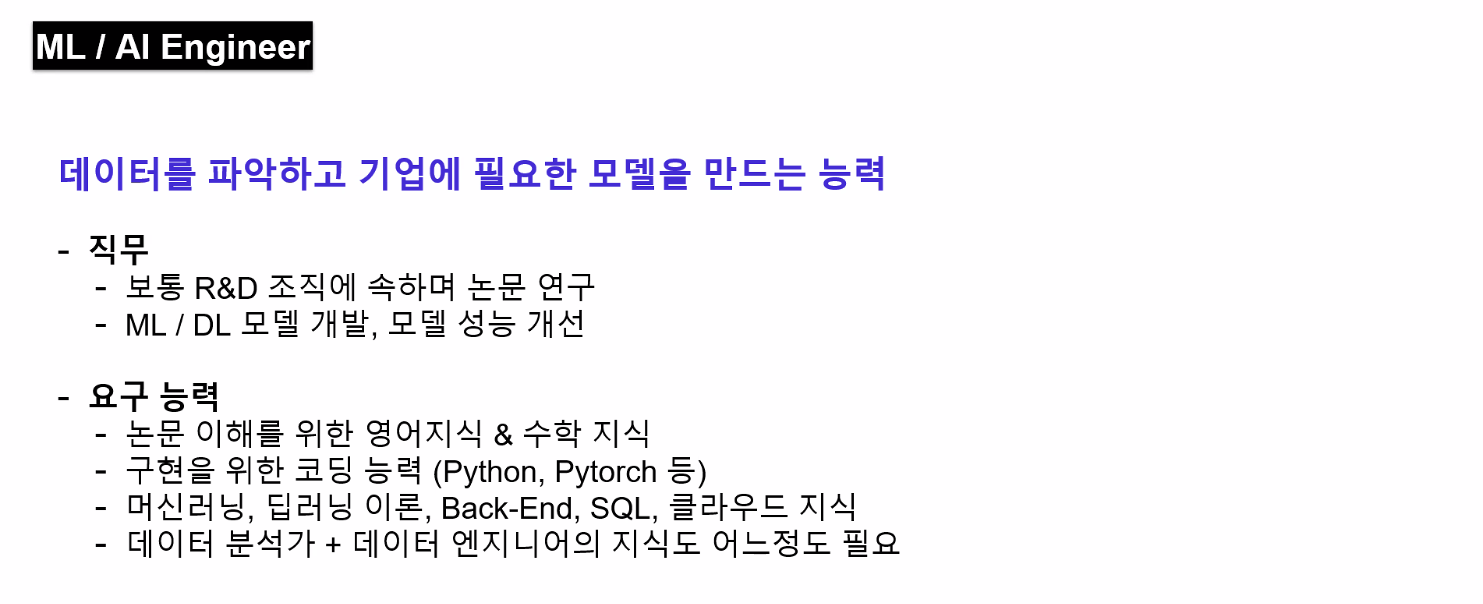 ML / AI Engineer
데이터를 파악하고 기업에 필요한 모델을 만드는 능력
- 직무
- 보통 R&D 조직에 속하며 논문 연구
- ML / DL 모델 개발, 모델 성능 개선
- 요구 능력
- 논문 이해를 위한 영어지식 & 수학 지식
- 구현을 위한 코딩 능력 (Python, Pytorch 등)
- 머신러닝, 딥러닝 이론, Back-End, SQL, 클라우드 지식
- 데이터 분석가 + 데이터 엔지니어의 지식도 어느정도 필요